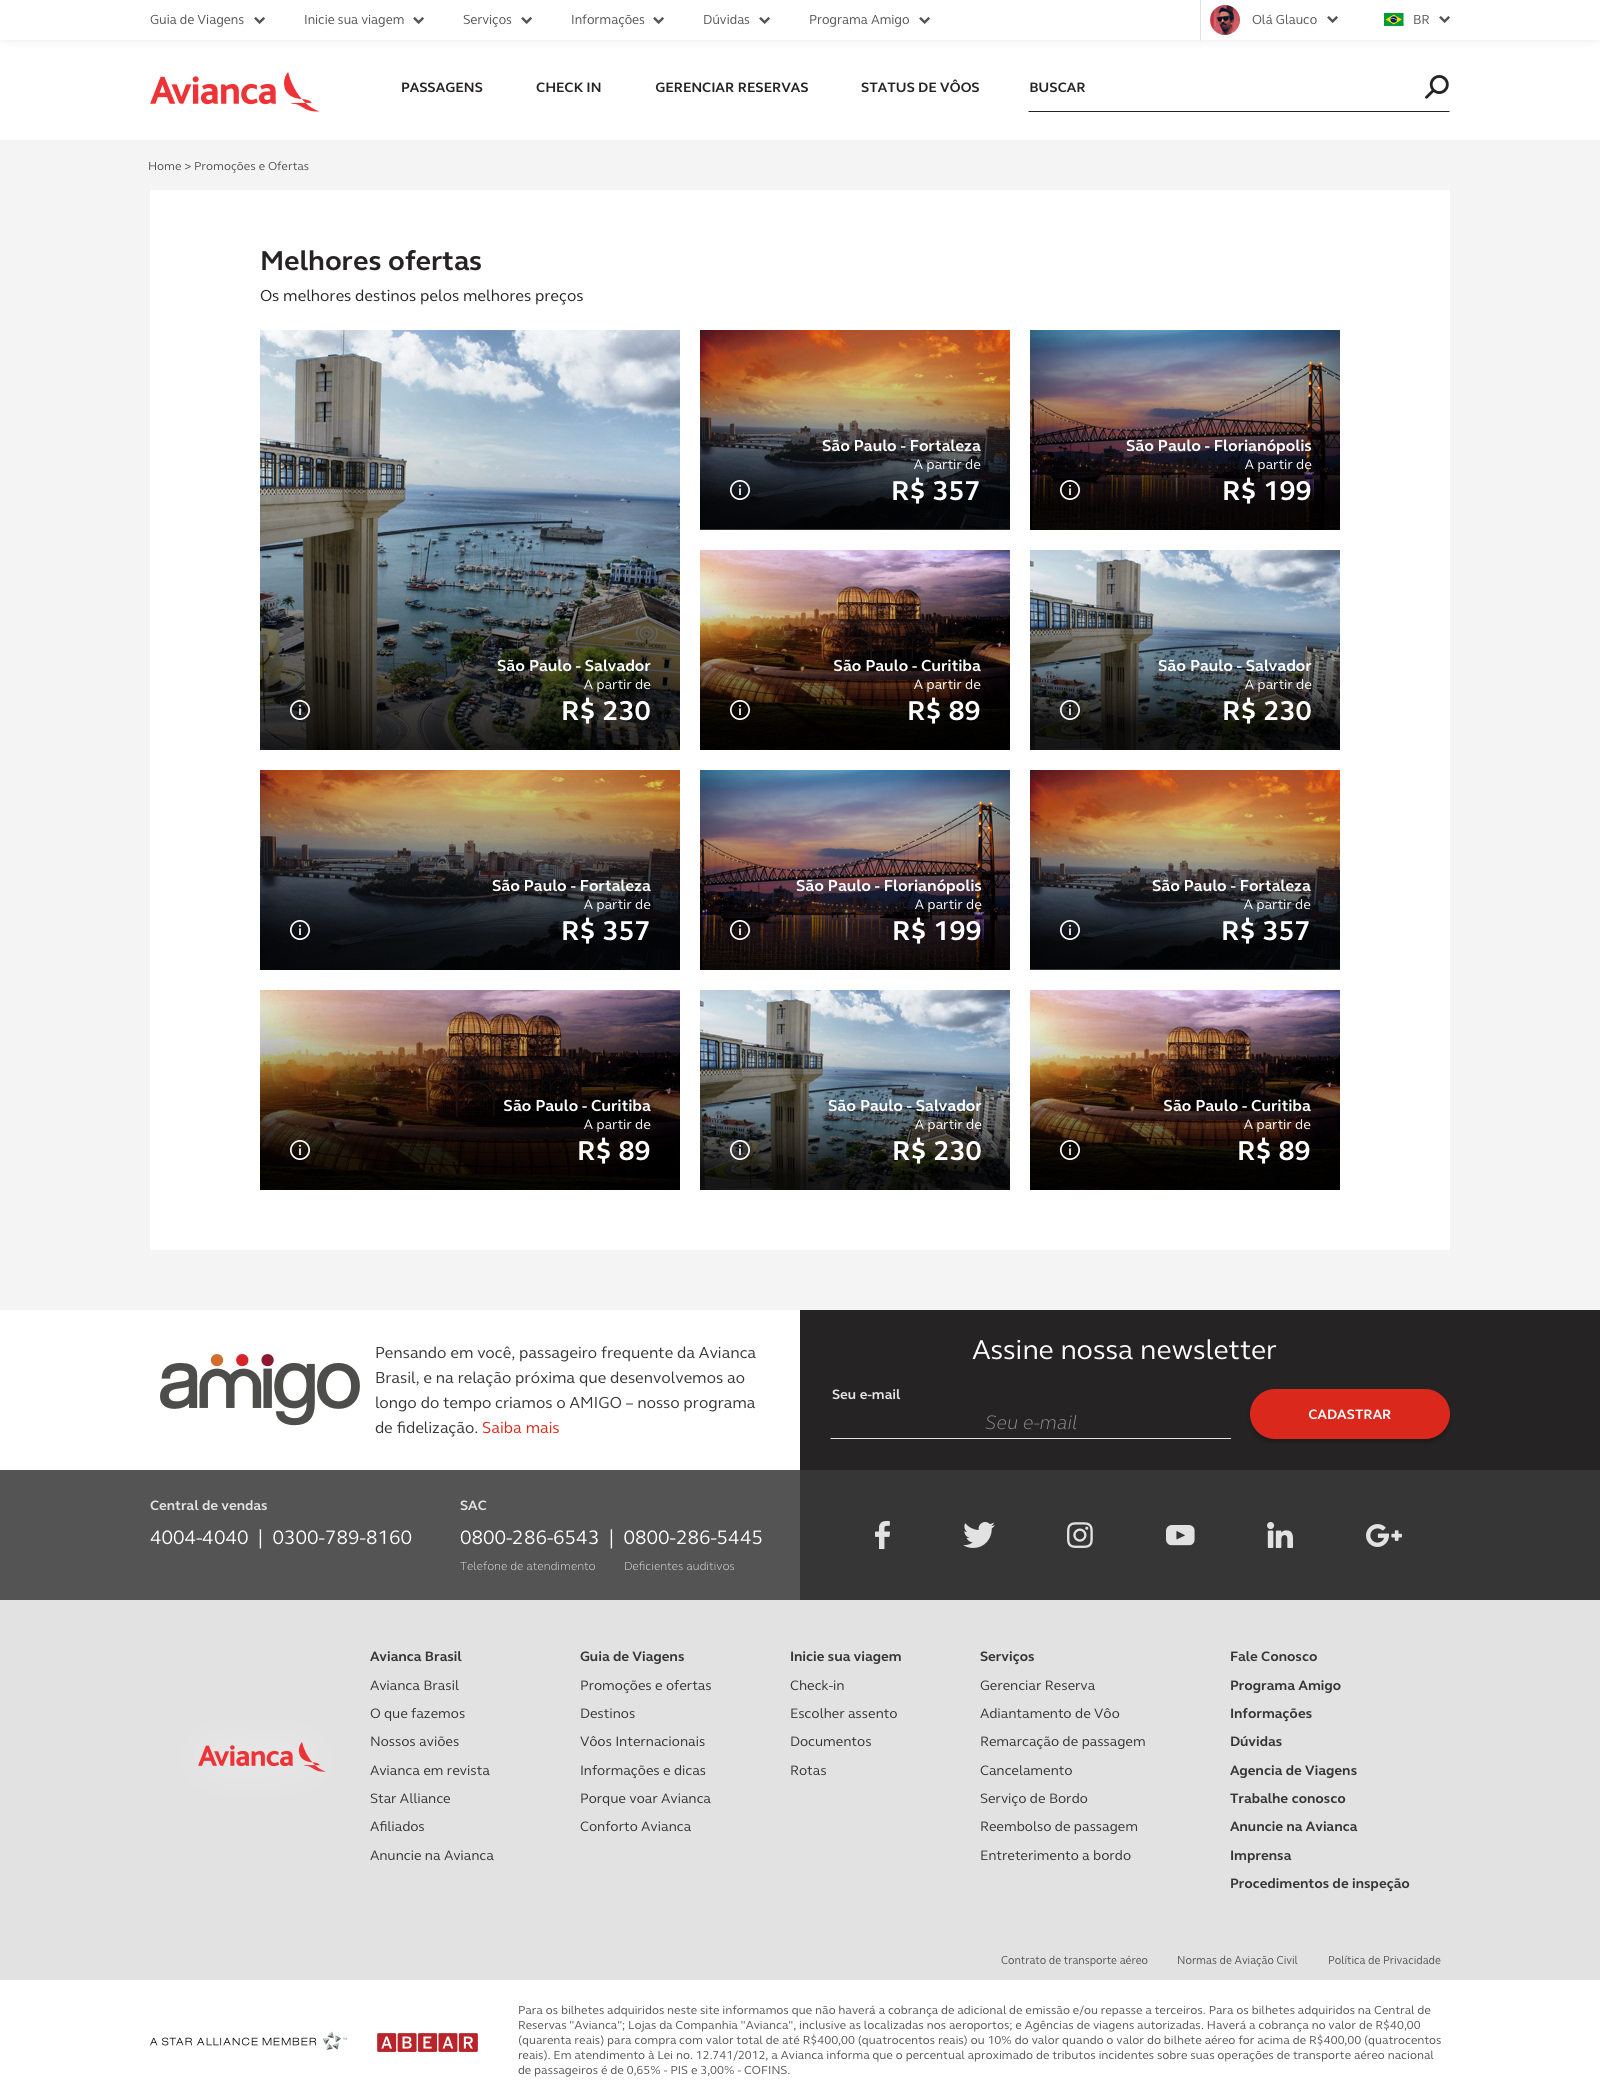 Guia de Viagens Inicie sua viagem Serviços Informações Dúvidas Programa Amigo Olá Glauco BR
Avianca PASSAGENS CHECK IN GERENCIAR RESERVAS STATUS DE VÔOS BUSCAR
Home > Promoções e Ofertas
Melhores ofertas
Os melhores destinos pelos melhores preços
São Paulo - Salvador
A partir de
R$ 230
São Paulo - Fortaleza
A partir de
R$ 357
São Paulo - Florianópolis
A partir de
R$ 199
São Paulo - Curitiba
A partir de
R$ 89
São Paulo - Salvador
A partir de
R$ 230
São Paulo - Fortaleza
A partir de
R$ 357
São Paulo - Florianópolis
A partir de
R$ 199
São Paulo - Fortaleza
A partir de
R$ 357
São Paulo - Curitiba
A partir de
R$ 89
São Paulo - Salvador
A partir de
R$ 230
São Paulo - Curitiba
A partir de
R$ 89
amigo
Pensando em você, passageiro frequente da Avianca
Brasil, e na relação próxima que desenvolvemos ao
longo do tempo criamos o AMIGO – nosso programa
de fidelização. Saiba mais
Assine nossa newsletter
Seu e-mail
Seu e-mail
CADASTRAR
Central de vendas
4004-4040 | 0300-789-8160
SAC
0800-286-6543 | 0800-286-5445
Telefone de atendimento Deficientes auditivos
Avianca
Avianca Brasil
Avianca Brasil
O que fazemos
Nossos aviões
Avianca em revista
Star Alliance
Afiliados
Anuncie na Avianca
Guia de Viagens
Promoções e ofertas
Destinos
Vôos Internacionais
Informações e dicas
Porque voar Avianca
Conforto Avianca
Inicie sua viagem
Check-in
Escolher assento
Documentos
Rotas
Serviços
Gerenciar Reserva
Adiantamento de Vôo
Remarcação de passagem
Cancelamento
Serviço de Bordo
Reembolso de passagem
Entreterimento a bordo
Fale Conosco
Programa Amigo
Informações
Dúvidas
Agencia de Viagens
Trabalhe conosco
Anuncie na Avianca
Imprensa
Procedimentos de inspeção
Contrato de transporte aéreo Normas de Aviação Civil Política de Privacidade
A STAR ALLIANCE MEMBER
ABEAR
Para os bilhetes adquiridos neste site informamos que não haverá a cobrança de adicional de emissão e/ou repasse a terceiros. Para os bilhetes adquiridos na Central de
Reservas "Avianca"; Lojas da Companhia "Avianca", inclusive as localizadas nos aeroportos; e Agências de viagens autorizadas. Haverá a cobrança no valor de R$40,00
(quarenta reais) para compra com valor total de até R$400,00 (quatrocentos reais) ou 10% do valor quando o valor do bilhete aéreo for acima de R$400,00 (quatrocentos
reais). Em atendimento à Lei no. 12.741/2012, a Avianca informa que o percentual aproximado de tributos incidentes sobre suas operações de transporte aéreo nacional
de passageiros é de 0,65% - PIS e 3,00% - COFINS.